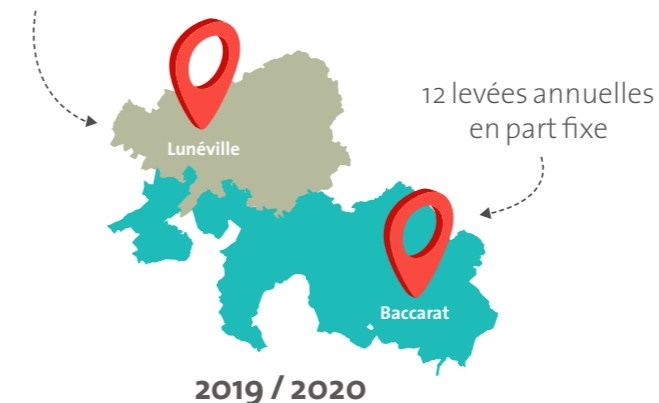 12 levées annuelles
en part fixe
Lunéville
Baccarat
2019 / 2020